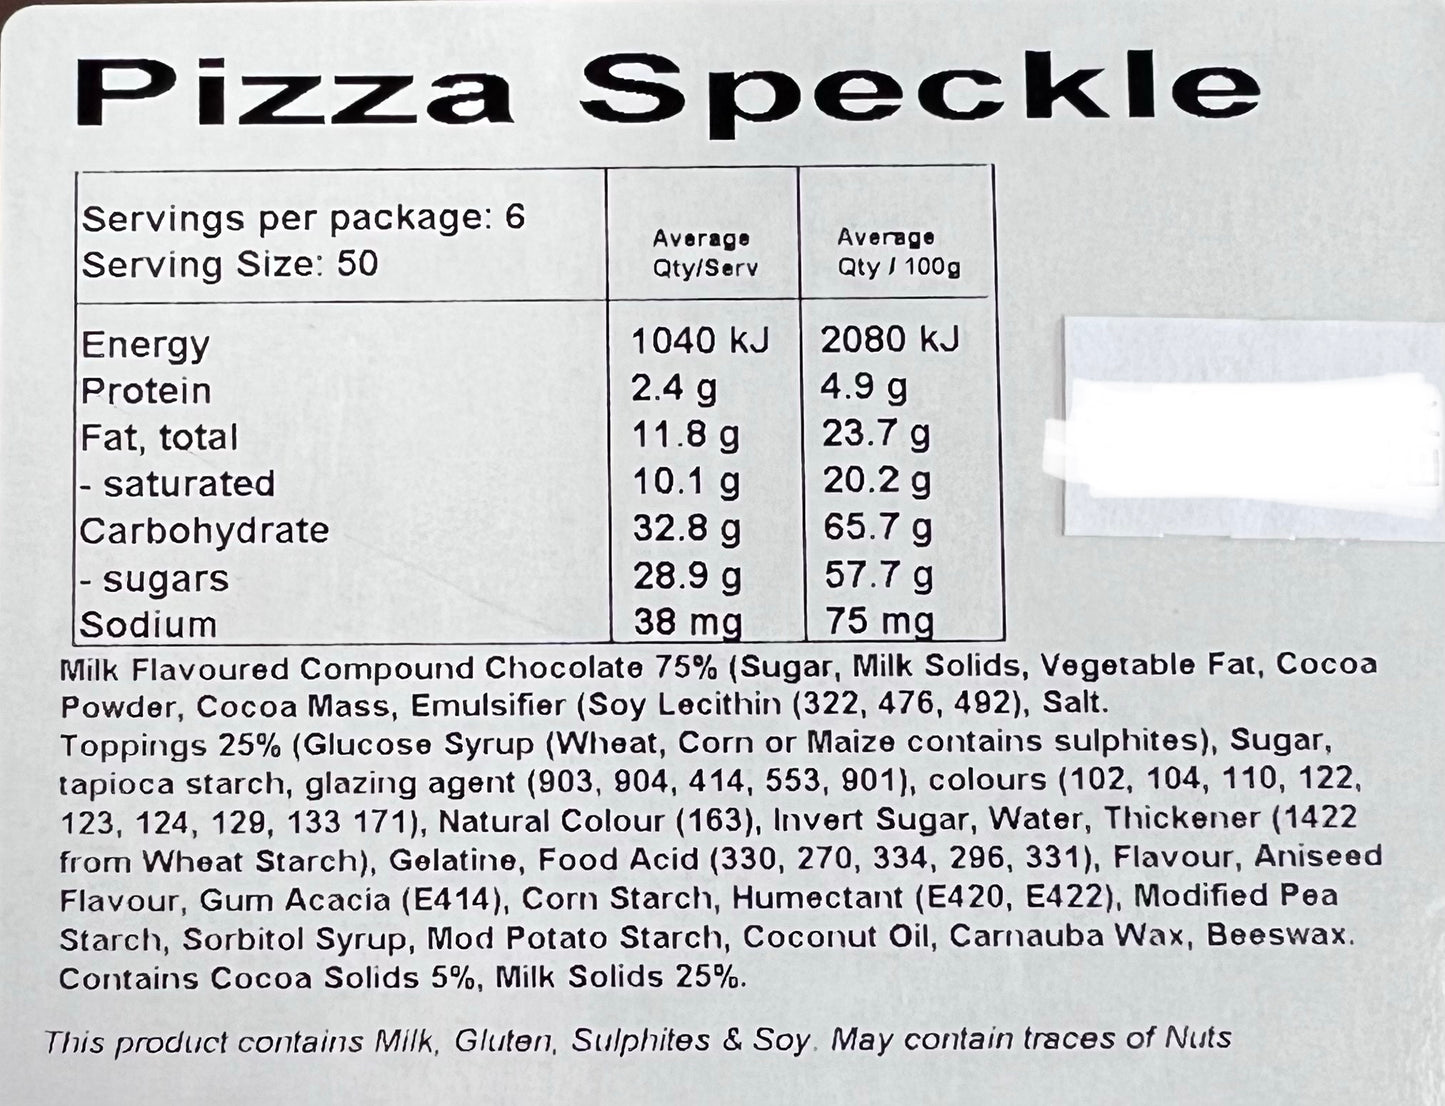 Pizza Speckle
Servings per package: 6
Serving Size: 50
Average Qty/Serv
Average Qty / 100g
Energy 1040 kJ 2080 kJ
Protein 2.4 g 4.9 g
Fat, total 11.8 g 23.7 g
- saturated 10.1 g 20.2 g
Carbohydrate 32.8 g 65.7 g
- sugars 28.9 g 57.7 g
Sodium 38 mg 75 mg
Milk Flavoured Compound Chocolate 75% (Sugar, Milk Solids, Vegetable Fat, Cocoa
Powder, Cocoa Mass, Emulsifier (Soy Lecithin (322, 476, 492), Salt.
Toppings 25% (Glucose Syrup (Wheat, Corn or Maize contains sulphites), Sugar,
tapioca starch, glazing agent (903, 904, 414, 553, 901), colours (102, 104, 110, 122,
123, 124, 129, 133 171), Natural Colour (163), Invert Sugar, Water, Thickener (1422
from Wheat Starch), Gelatine, Food Acid (330, 270, 334, 296, 331), Flavour, Aniseed
Flavour, Gum Acacia (E414), Corn Starch, Humectant (E420, E422), Modified Pea
Starch, Sorbitol Syrup, Mod Potato Starch, Coconut Oil, Carnauba Wax, Beeswax.
Contains Cocoa Solids 5%, Milk Solids 25%.
This product contains Milk, Gluten, Sulphites & Soy. May contain traces of Nuts